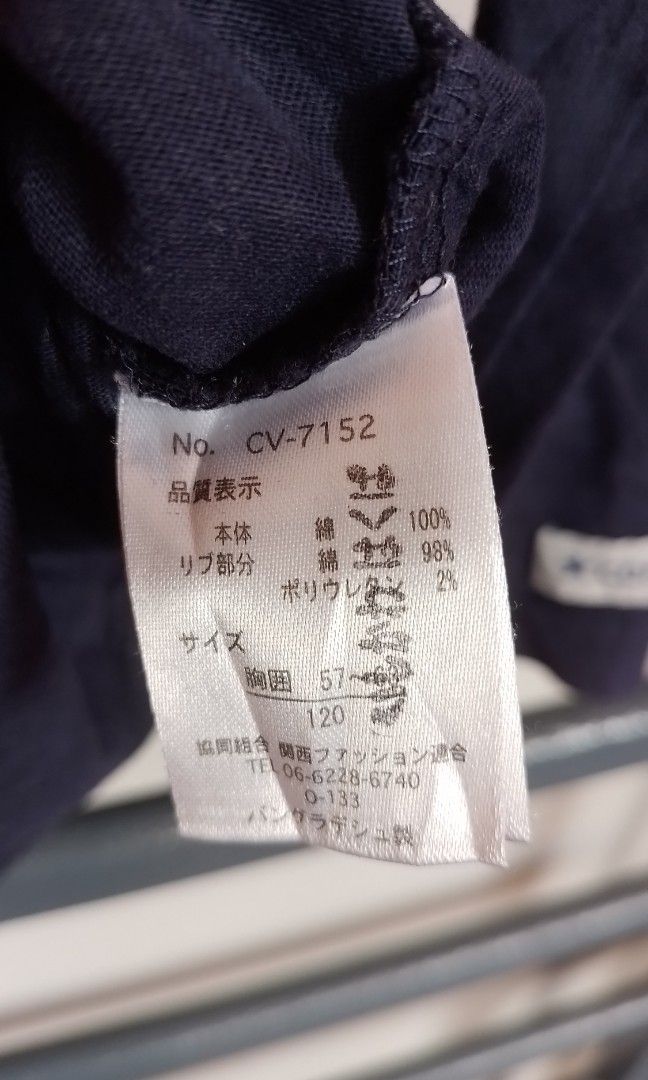 No. CV-7152
品質表示
本体 綿 100%
リブ部分 綿 98%
ポリウレタ 2%
サイズ
胸囲 57~
120
協同組合 関西ファッション連合
TEL 06-6228-6740
O-133
バングラデシュ製